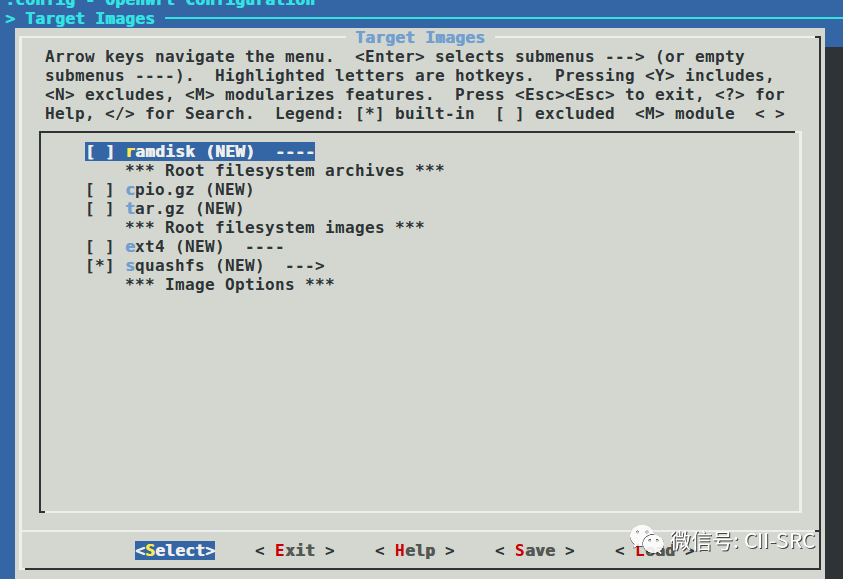 .config - OpenWrt Configuration
> Target Images
Target Images
Arrow keys navigate the menu.  <Enter> selects submenus ---> (or empty
submenus ----).  Highlighted letters are hotkeys.  Pressing <Y> includes,
<N> excludes, <M> modularizes features.  Press <Esc><Esc> to exit, <?> for
Help, </> for Search.  Legend: [*] built-in  [ ] excluded  <M> module  < >
[ ] ramdisk (NEW)  ----
*** Root filesystem archives ***
[ ] cpio.gz (NEW)
[ ] tar.gz (NEW)
*** Root filesystem images ***
[ ] ext4 (NEW)  ----
[*] squashfs (NEW)  --->
*** Image Options ***
<Select>    < Exit >    < Help >    < Save >    < Load >
微信号: CII-SRC